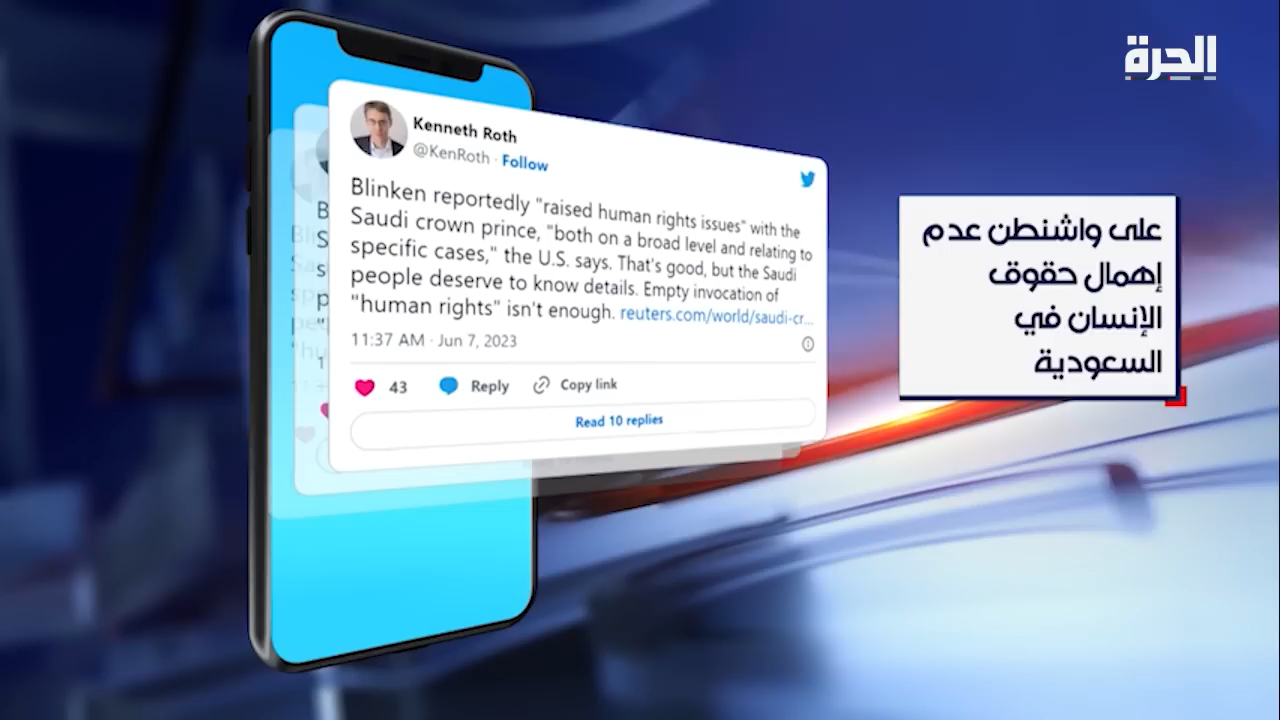 الحرة
Kenneth Roth
@KenRoth · Follow
Blinken reportedly "raised human rights issues" with the
Saudi crown prince, "both on a broad level and relating to
specific cases," the U.S. says. That's good, but the Saudi
people deserve to know details. Empty invocation of
"human rights" isn't enough. reuters.com/world/saudi-cr...
11:37 AM · Jun 7, 2023
43 Reply Copy link
Read 10 replies
على واشنطن عدم
إهمال حقوق
الإنسان في
السعودية